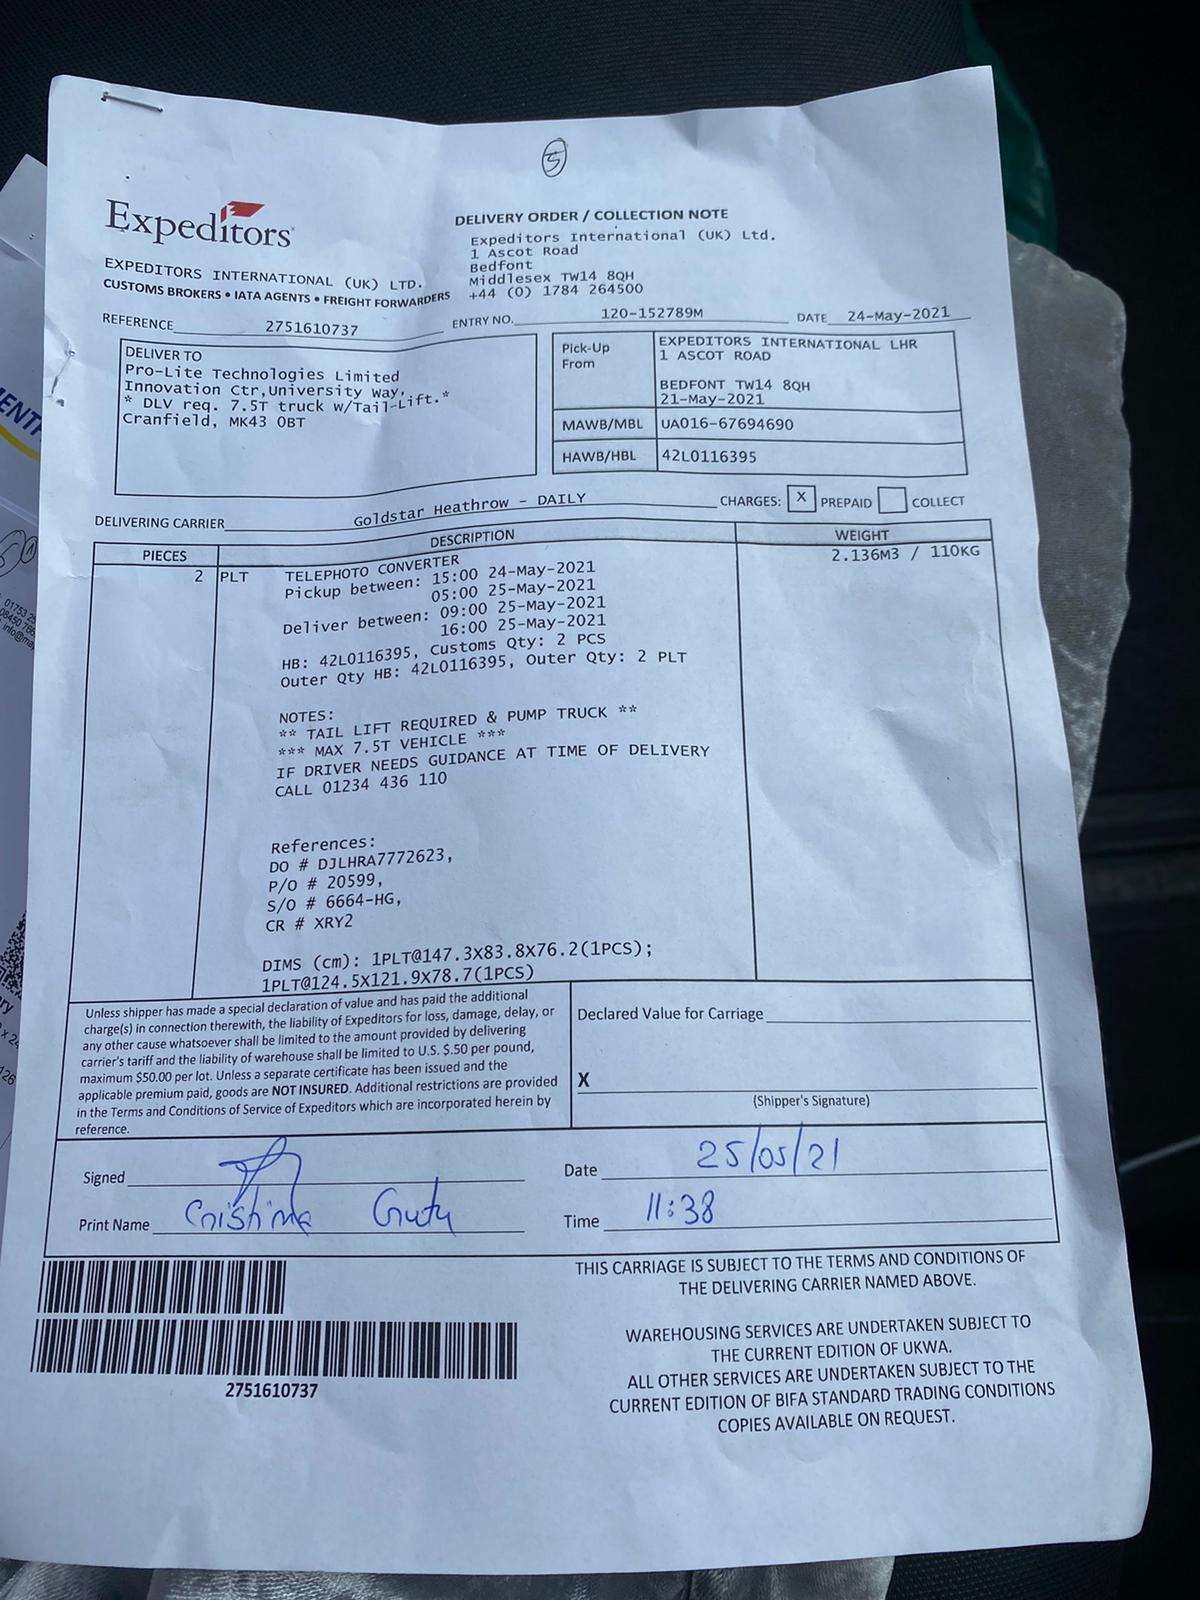 5
Expeditors
EXPEDITORS INTERNATIONAL (UK) LTD.
CUSTOMS BROKERS • IATA AGENTS • FREIGHT FORWARDERS
DELIVERY ORDER / COLLECTION NOTE
Expeditors International (UK) Ltd.
1 Ascot Road
Bedfont
Middlesex TW14 8QH
+44 (0) 1784 264500
REFERENCE 2751610737 ENTRY NO. 120-152789M DATE 24-May-2021
DELIVER TO
Pro-Lite Technologies Limited
Innovation Ctr,University Way,
* DLV req. 7.5T truck w/Tail-Lift.*
Cranfield, MK43 0BT
Pick-Up From
EXPEDITORS INTERNATIONAL LHR
1 ASCOT ROAD
BEDFONT TW14 8QH
21-May-2021
MAWB/MBL UA016-67694690
HAWB/HBL 42L0116395
DELIVERING CARRIER Goldstar Heathrow - DAILY CHARGES: X PREPAID COLLECT
PIECES DESCRIPTION WEIGHT
2 PLT TELEPHOTO CONVERTER 2.136M3 / 110KG
Pickup between: 15:00 24-May-2021
05:00 25-May-2021
Deliver between: 09:00 25-May-2021
16:00 25-May-2021
HB: 42L0116395, Customs Qty: 2 PCS
Outer Qty HB: 42L0116395, Outer Qty: 2 PLT
NOTES:
** TAIL LIFT REQUIRED & PUMP TRUCK **
*** MAX 7.5T VEHICLE ***
IF DRIVER NEEDS GUIDANCE AT TIME OF DELIVERY
CALL 01234 436 110
References:
DO # DJLHRA7772623,
P/O # 20599,
S/O # 6664-HG,
CR # XRY2
DIMS (cm): 1PLT@147.3X83.8X76.2(1PCS);
1PLT@124.5X121.9X78.7(1PCS)
Unless shipper has made a special declaration of value and has paid the additional
charge(s) in connection therewith, the liability of Expeditors for loss, damage, delay, or
any other cause whatsoever shall be limited to the amount provided by delivering
carrier's tariff and the liability of warehouse shall be limited to U.S. $.50 per pound,
maximum $50.00 per lot. Unless a separate certificate has been issued and the
applicable premium paid, goods are NOT INSURED. Additional restrictions are provided
in the Terms and Conditions of Service of Expeditors which are incorporated herein by
reference.
Declared Value for Carriage
X
(Shipper's Signature)
Signed
Date 25/05/21
Print Name Cristina
Time 11:38
2751610737
THIS CARRIAGE IS SUBJECT TO THE TERMS AND CONDITIONS OF
THE DELIVERING CARRIER NAMED ABOVE.
WAREHOUSING SERVICES ARE UNDERTAKEN SUBJECT TO
THE CURRENT EDITION OF UKWA.
ALL OTHER SERVICES ARE UNDERTAKEN SUBJECT TO THE
CURRENT EDITION OF BIFA STANDARD TRADING CONDITIONS
COPIES AVAILABLE ON REQUEST.